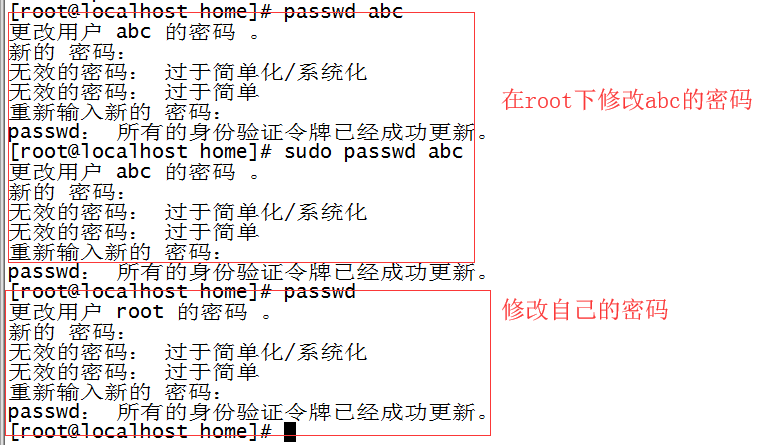 [root@localhost home]# passwd abc
更改用户 abc 的密码 。
新的 密码：
无效的密码： 过于简单化/系统化
无效的密码： 过于简单
重新输入新的 密码：
passwd： 所有的身份验证令牌已经成功更新。
在root下修改abc的密码
[root@localhost home]# sudo passwd abc
更改用户 abc 的密码 。
新的 密码：
无效的密码： 过于简单化/系统化
无效的密码： 过于简单
重新输入新的 密码：
passwd： 所有的身份验证令牌已经成功更新。
[root@localhost home]# passwd
更改用户 root 的密码 。
新的 密码：
无效的密码： 过于简单化/系统化
无效的密码： 过于简单
重新输入新的 密码：
passwd： 所有的身份验证令牌已经成功更新。
[root@localhost home]#
修改自己的密码